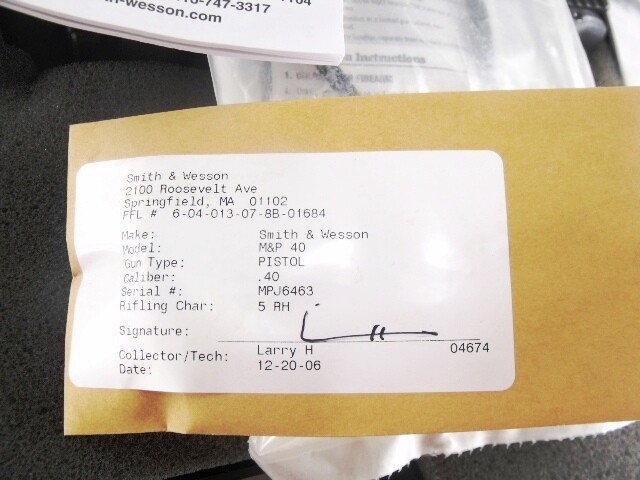 747-3317
h-wesson.com
Instructions
Smith & Wesson
2100 Roosevelt Ave
Springfield, MA 01102
FFL # 6-04-013-07-8B-01684
Make: Smith & Wesson
Model: M&P 40
Gun Type: PISTOL
Caliber: .40
Serial #: MPJ6463
Rifling Char: 5 RH
Signature:
04674
Collector/Tech: Larry H
Date: 12-20-06